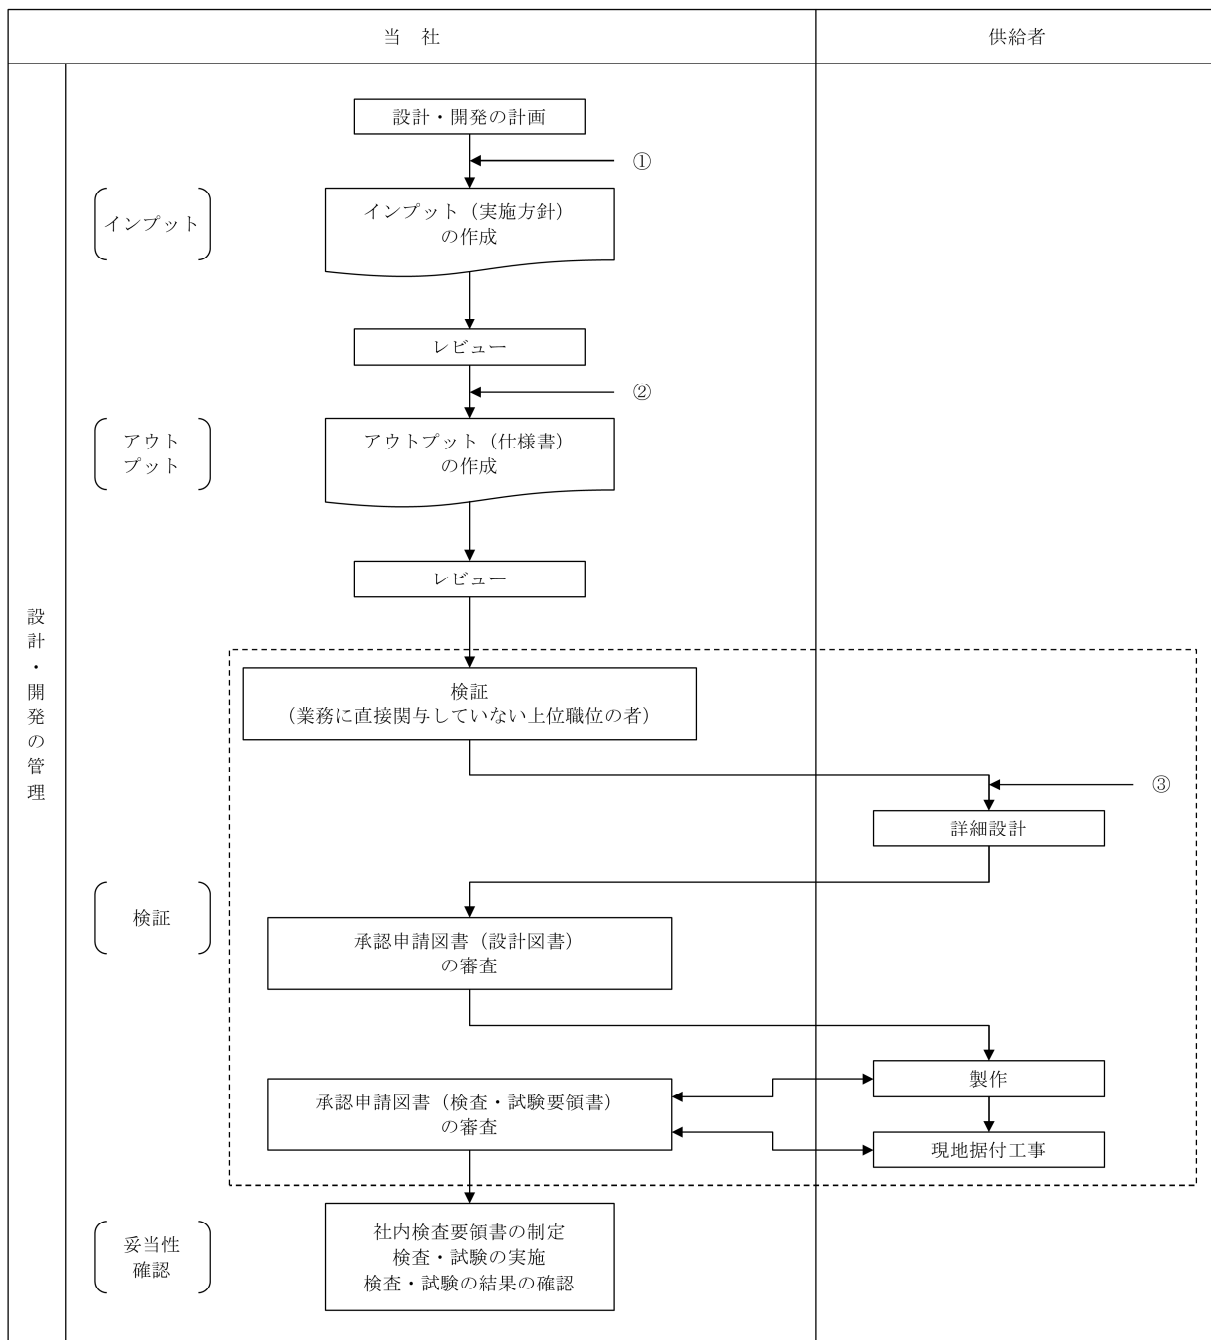 当　社
供給者
設計・開発の計画
①
インプット
インプット（実施方針）
の作成
レビュー
②
アウト
プット
アウトプット（仕様書）
の作成
レビュー
設計・開発の管理
検証
（業務に直接関与していない上位職位の者）
③
詳細設計
検証
承認申請図書（設計図書）
の審査
製作
承認申請図書（検査・試験要領書）
の審査
現地据付工事
妥当性
確認
社内検査要領書の制定
検査・試験の実施
検査・試験の結果の確認